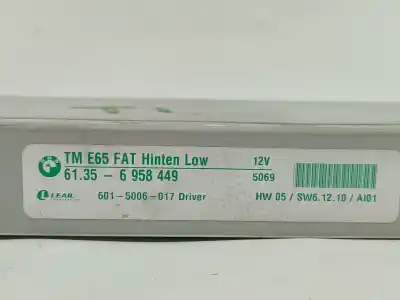 BMW
TM E65 FAT Hinten Low 12V
61.35 - 6 958 449 5069
LEAR
601-5006-017 Driver HW 05 / SW6.12.10 / AI01